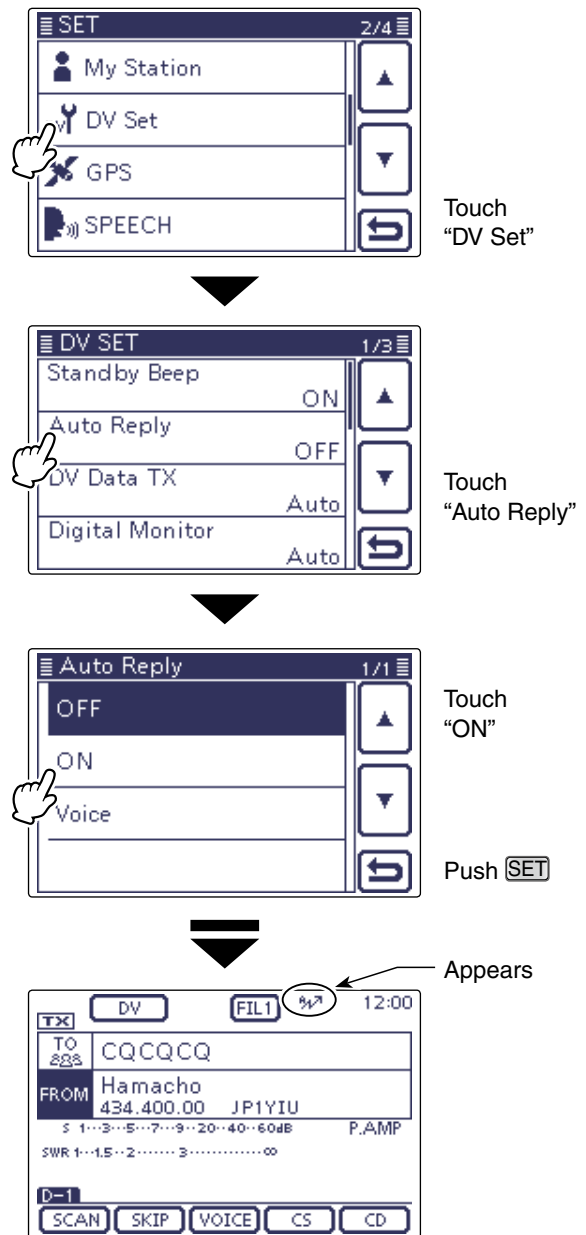 SET 2/4
My Station
DV Set
GPS
SPEECH
Touch
“DV Set”
DV SET 1/3
Standby Beep
ON
Auto Reply
OFF
DV Data TX
Auto
Digital Monitor
Auto
Touch
“Auto Reply”
Auto Reply 1/1
OFF
ON
Voice
Touch
“ON”
Push SET
Appears
TX DV FIL1 12:00
TO CQCQCQ
FROM Hamacho
434.400.00 JP1YIU
S 1··3··5··7··9··20··40··60dB P.AMP
SWR 1···1.5··2······· 3·············∞
D-1
SCAN SKIP VOICE CS CD